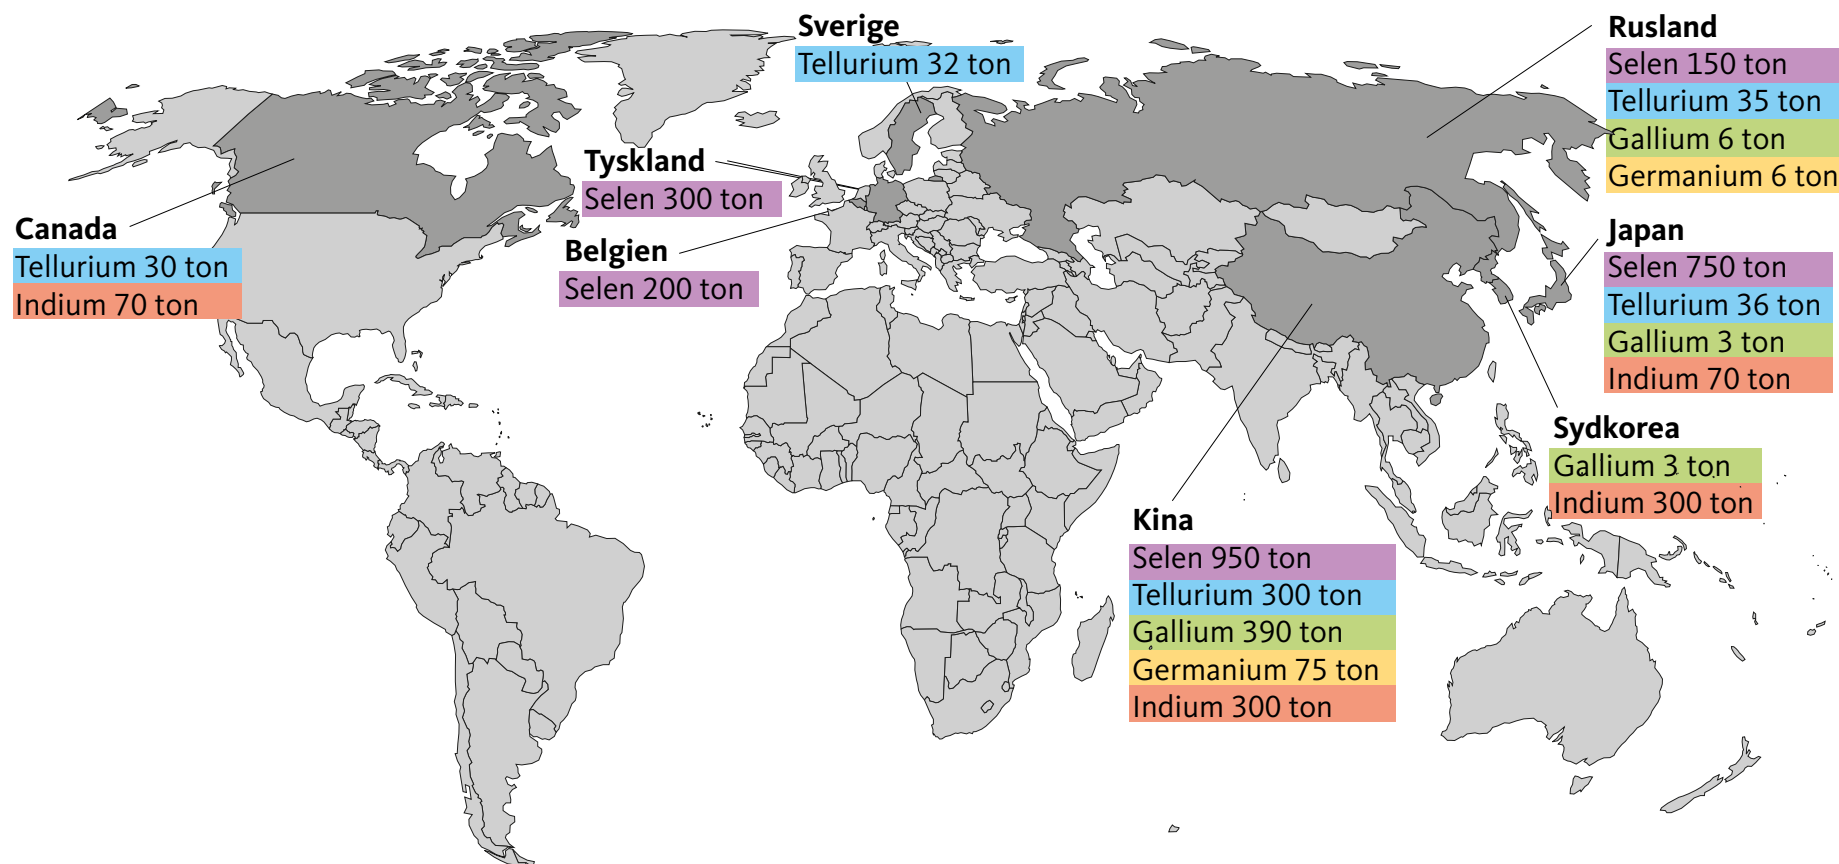 Sverige
Tellurium 32 ton
Rusland
Selen 150 ton
Tellurium 35 ton
Gallium 6 ton
Germanium 6 ton
Tyskland
Selen 300 ton
Canada
Tellurium 30 ton
Indium 70 ton
Belgien
Selen 200 ton
Japan
Selen 750 ton
Tellurium 36 ton
Gallium 3 ton
Indium 70 ton
Sydkorea
Gallium 3 ton
Indium 300 ton
Kina
Selen 950 ton
Tellurium 300 ton
Gallium 390 ton
Germanium 75 ton
Indium 300 ton